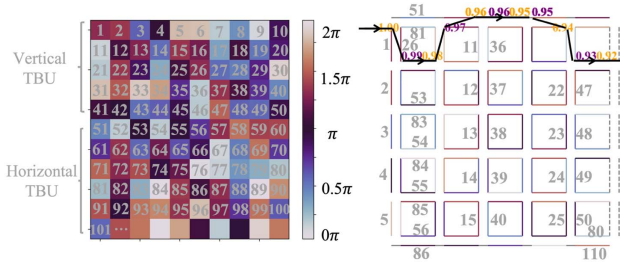 1 2 3 4 5 6 7 8 9 10
11 12 13 14 15 16 17 18 19 20
21 22 23 25 26 27 28 29 30
31 32 33 34 35 36 37 38 39 40
41 42 43 44 45 46 47 48 49 50
51 52 53 54 55 56 57 58 59 60
61 62 63 64 65 66 67 68 69 70
71 72 73 74 75 76 77 78 79 80
81 82 84 85 86 87 88 89 90
91 92 93 94 95 96 97 98 99 100
101 ...
Vertical
TBU
Horizontal
TBU
2π
1.5π
π
0.5π
0π
51
0.96 0.96 0.95 0.95
1.00 81 0.97 0.94
1 26 11 36
0.99 0.98 0.93 0.92
2 53 12 37 22 47
3 83 54 13 38 23 48
4 84 55 14 39 24 49
5 85 56 15 40 25 50
80
86 110